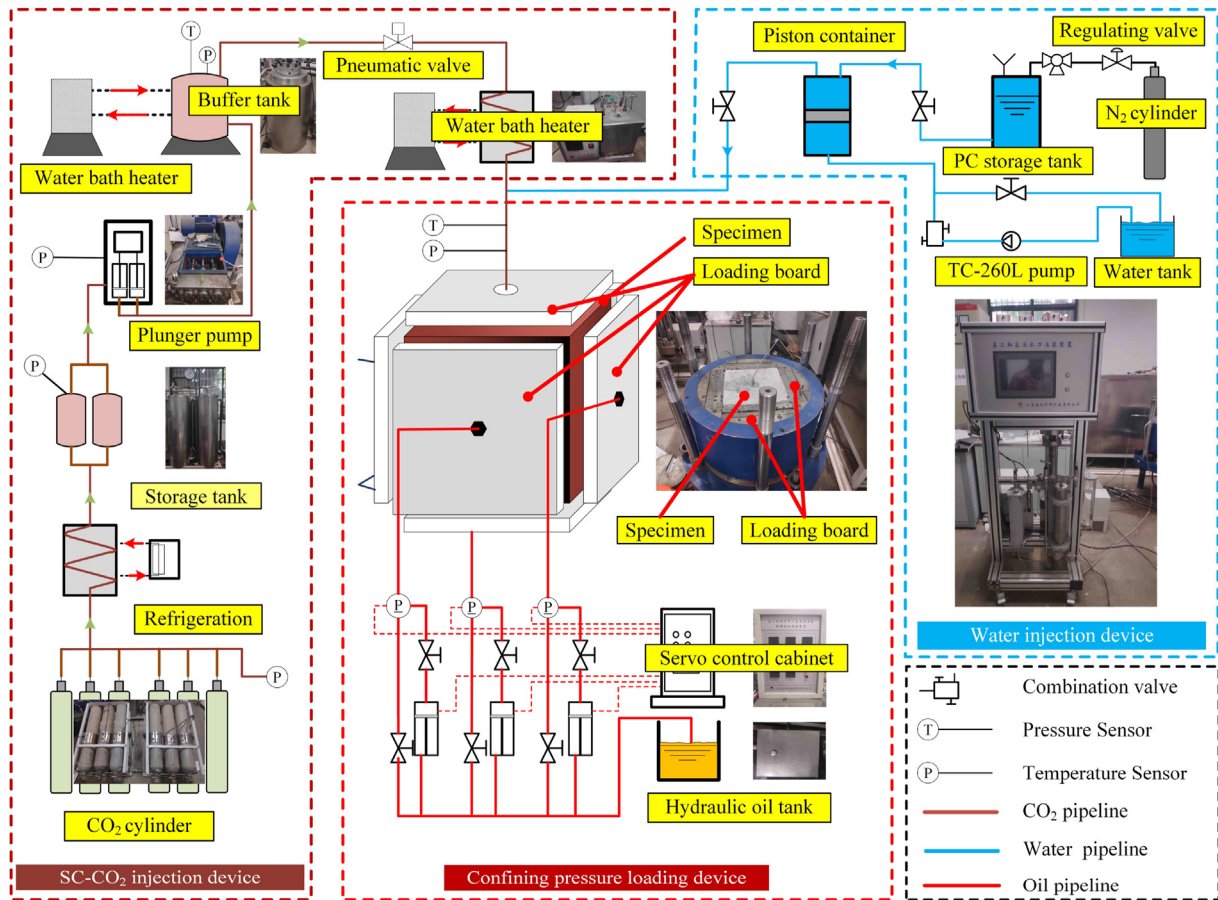 T
P
Pneumatic valve
Buffer tank
Water bath heater
Water bath heater
P
Plunger pump
P
Storage tank
Refrigeration
P
CO₂ cylinder
SC-CO₂ injection device
T
P
Specimen
Loading board
Specimen
Loading board
P
P
P
Servo control cabinet
Hydraulic oil tank
Confining pressure loading device
Piston container
Regulating valve
N₂ cylinder
PC storage tank
TC-260L pump
Water tank
Water injection device
Combination valve
T
Pressure Sensor
P
Temperature Sensor
CO₂ pipeline
Water pipeline
Oil pipeline